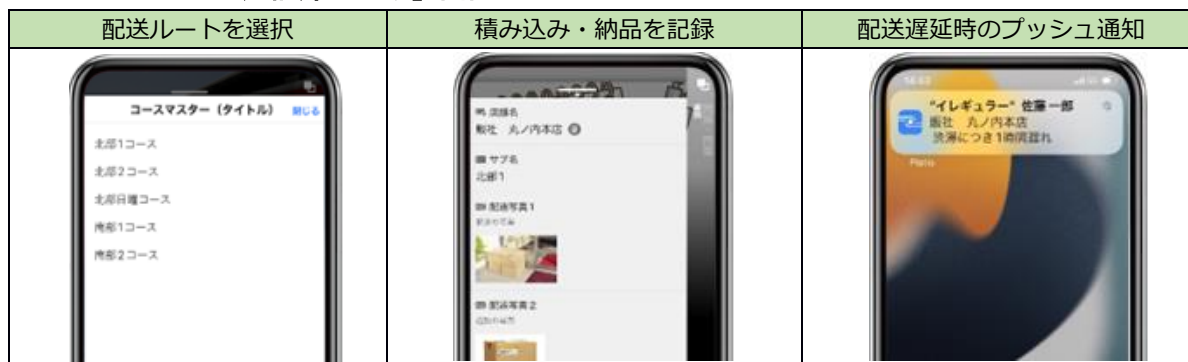 配送ルートを選択
積み込み・納品を記録
配送遅延時のプッシュ通知
コースマスター(タイトル) 閉じる
北部1コース
北部2コース
北部日曜コース
南部1コース
南部2コース
店舗名
販社 丸ノ内本店
サブ名
北部1
配送写真1
配送写真2
"イレギュラー" 佐藤一郎
販社 丸ノ内本店
渋滞につき1時間遅れ
Paris